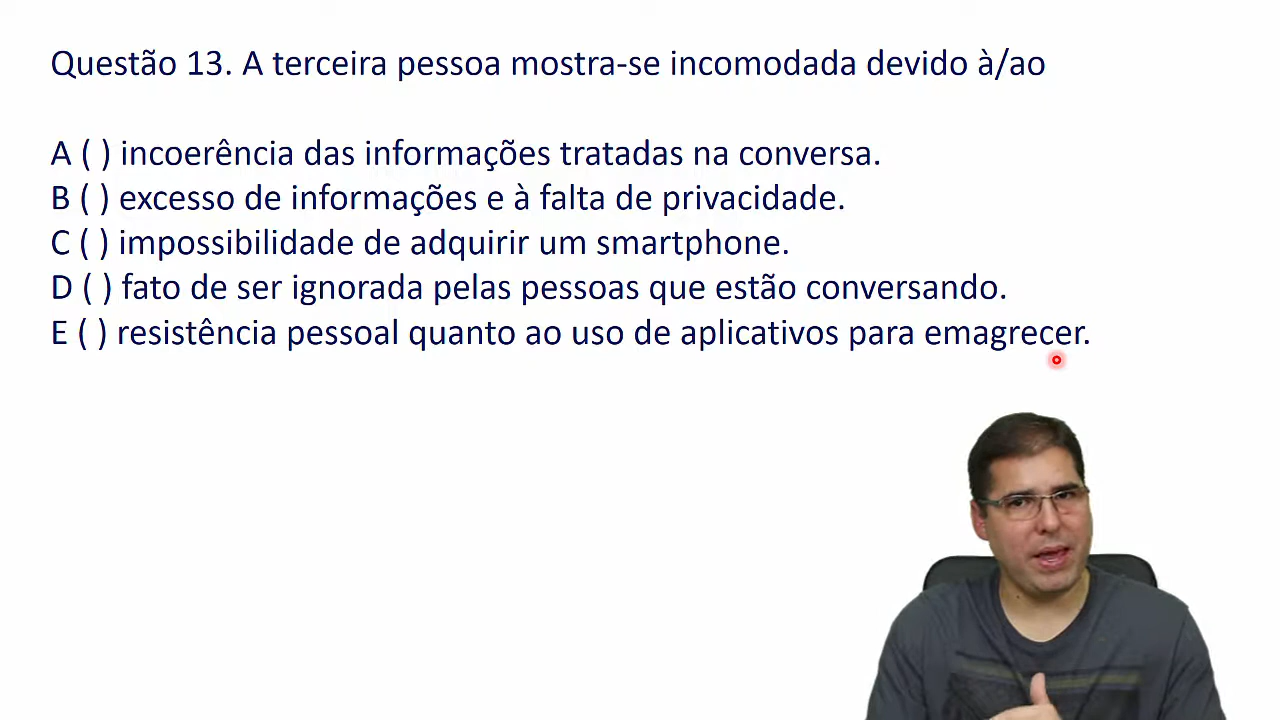 Questão 13. A terceira pessoa mostra-se incomodada devido à/ao
A ( ) incoerência das informações tratadas na conversa.
B ( ) excesso de informações e à falta de privacidade.
C ( ) impossibilidade de adquirir um smartphone.
D ( ) fato de ser ignorada pelas pessoas que estão conversando.
E ( ) resistência pessoal quanto ao uso de aplicativos para emagrecer.